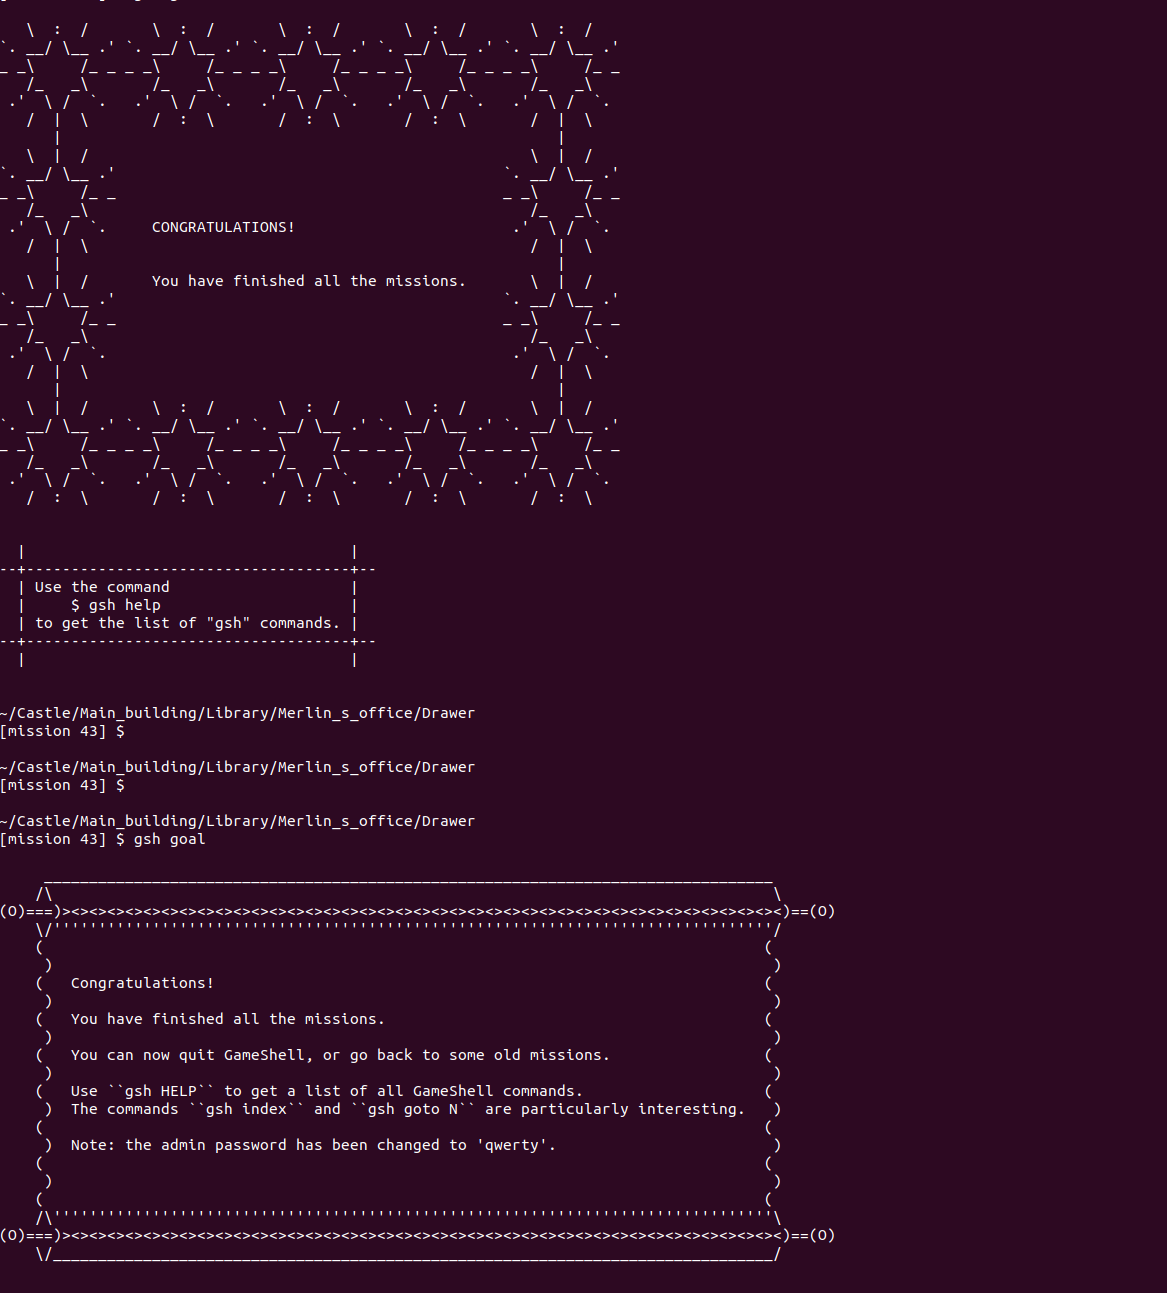 CONGRATULATIONS!
You have finished all the missions.
Use the command
$ gsh help
to get the list of "gsh" commands.
~/Castle/Main_building/Library/Merlin_s_office/Drawer
[mission 43] $
~/Castle/Main_building/Library/Merlin_s_office/Drawer
[mission 43] $
~/Castle/Main_building/Library/Merlin_s_office/Drawer
[mission 43] $ gsh goal
Congratulations!
You have finished all the missions.
You can now quit GameShell, or go back to some old missions.
Use ``gsh HELP`` to get a list of all GameShell commands.
The commands ``gsh index`` and ``gsh goto N`` are particularly interesting.
Note: the admin password has been changed to 'qwerty'.